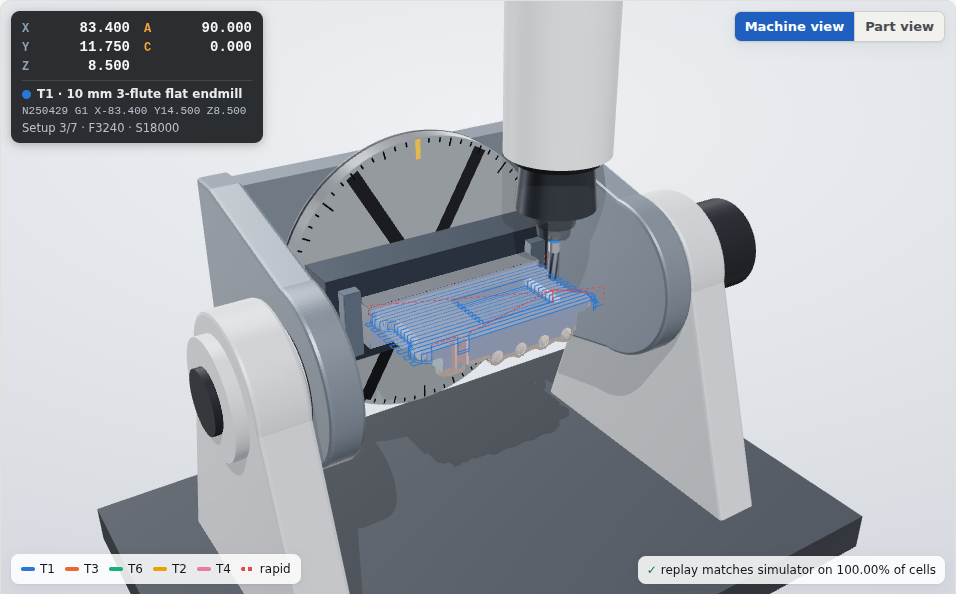 X 83.400 A 90.000
Y 11.750 C 0.000
Z 8.500
T1 · 10 mm 3-flute flat endmill
N250429 G1 X-83.400 Y14.500 Z8.500
Setup 3/7 · F3240 · S18000
Machine view Part view
T1 T3 T6 T2 T4 rapid
✓ replay matches simulator on 100.00% of cells